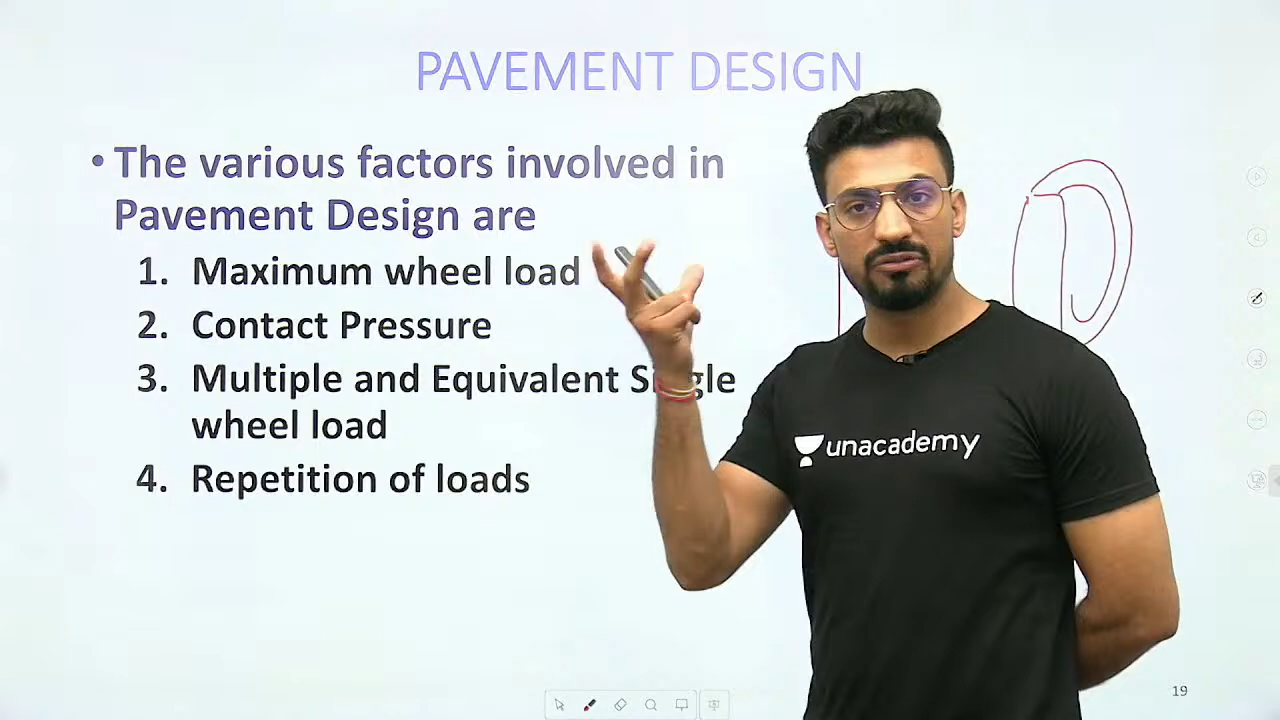 PAVEMENT DESIGN
• The various factors involved in
Pavement Design are
1. Maximum wheel load
2. Contact Pressure
3. Multiple and Equivalent
wheel load
4. Repetition of loads
unacademy
19